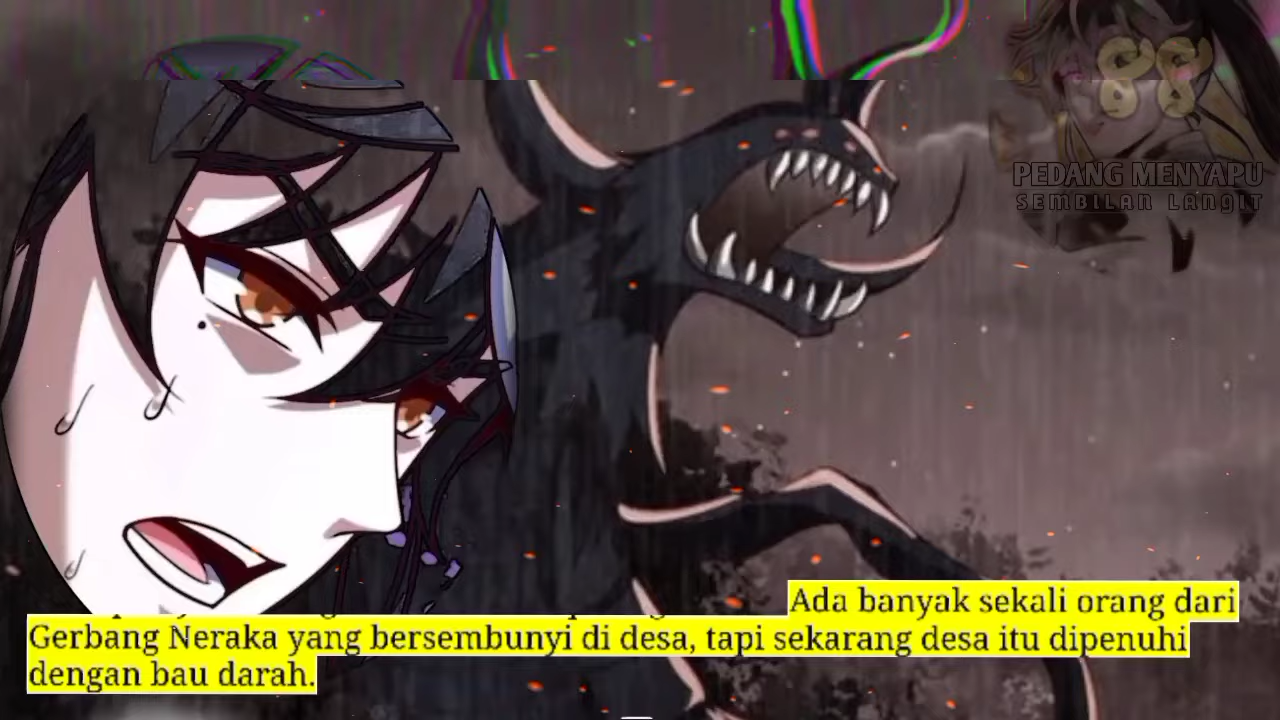 88
PEDANG MENYAPU
SEMBILAN LANGIT
Ada banyak sekali orang dari
Gerbang Neraka yang bersembunyi di desa, tapi sekarang desa itu dipenuhi
dengan bau darah.